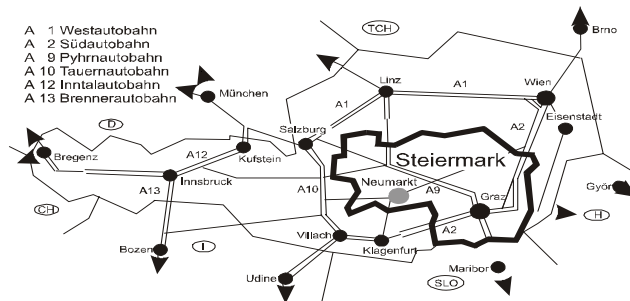 A 1 Westautobahn
A 2 Südautobahn
A 9 Pyhrnautobahn
A 10 Tauernautobahn
A 12 Inntalautobahn
A 13 Brennerautobahn
TCH
Brno
München
Linz
A1
Wien
A1
Eisenstadt
D
Salzburg
A2
Bregenz
A12
Kufstein
Steiermark
Innsbruck
Neumarkt
A13
A10
A9
Graz
Györ
CH
H
A2
Bozen
I
Villach
Klagenfurt
Udine
Maribor
SLO